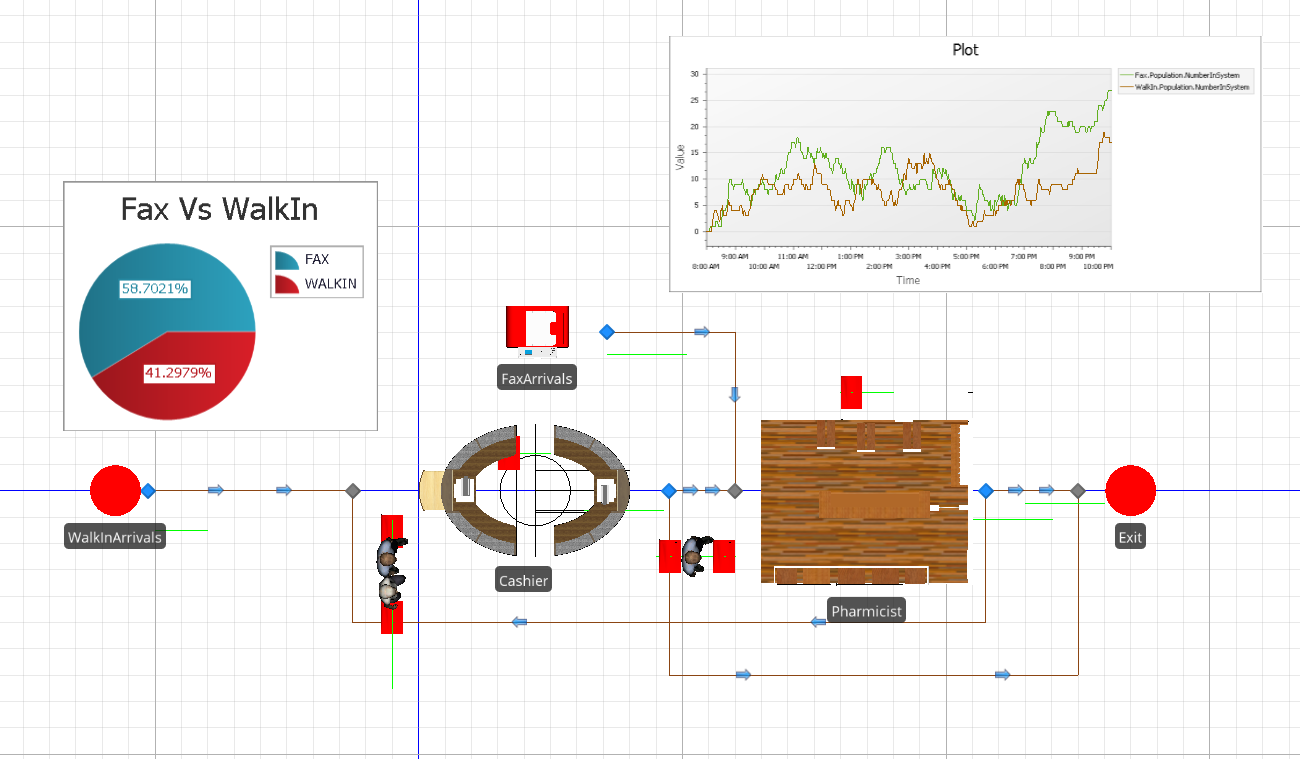 Plot
30
25
20
15
10
5
0
Value
9:00 AM
11:00 AM
1:00 PM
3:00 PM
5:00 PM
7:00 PM
9:00 PM
8:00 AM
10:00 AM
12:00 PM
2:00 PM
4:00 PM
6:00 PM
8:00 PM
10:00 PM
Time
Fax.Population.NumberInSystem
WalkIn.Population.NumberInSystem
Fax Vs WalkIn
FAX
WALKIN
58.7021%
41.2979%
FaxArrivals
WalkInArrivals
Cashier
Pharmicist
Exit